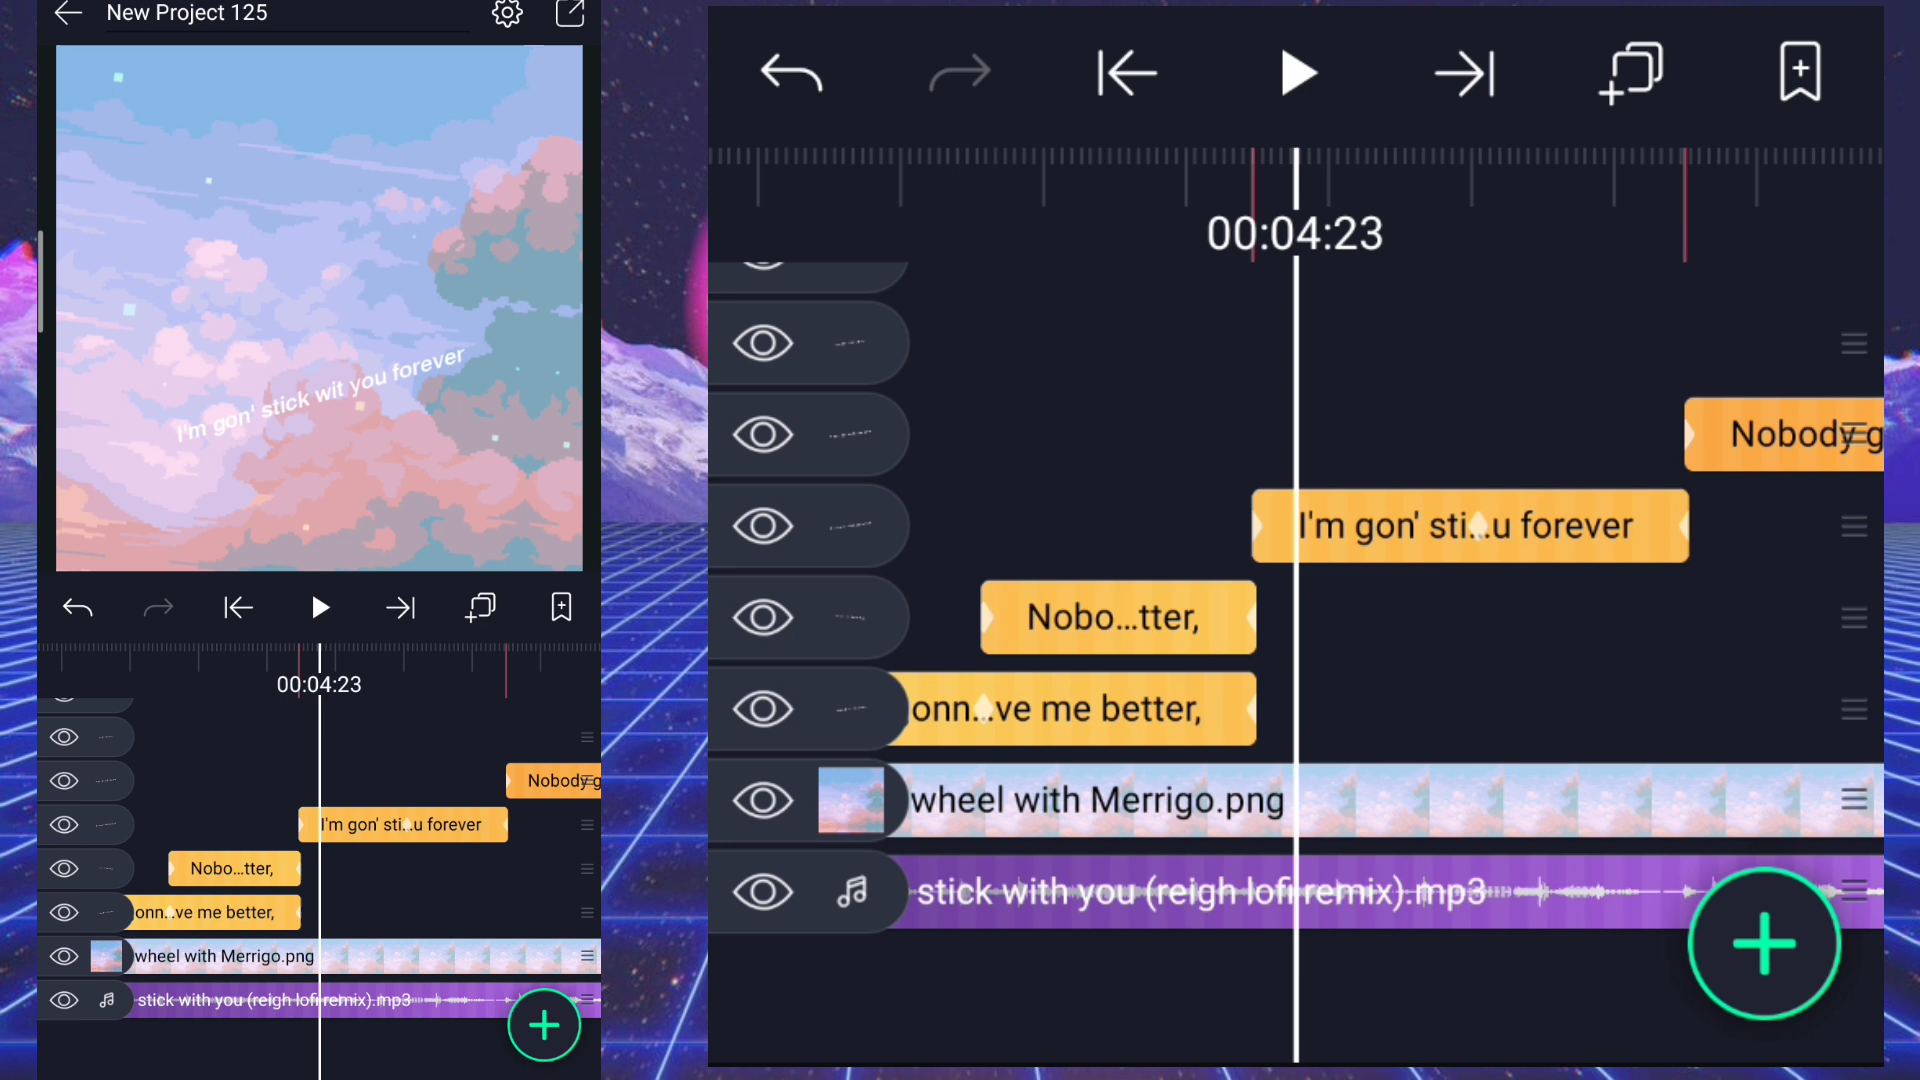 New Project 125
I'm gon' stick wit you forever
00:04:23
Nobody g
I'm gon' sti...u forever
Nobo...tter,
onn...ve me better,
wheel with Merrigo.png
stick with you (reigh lofi remix).mp3
00:04:23
Nobody g
I'm gon' sti...u forever
Nobo...tter,
onn...ve me better,
wheel with Merrigo.png
stick with you (reigh lofi remix).mp3